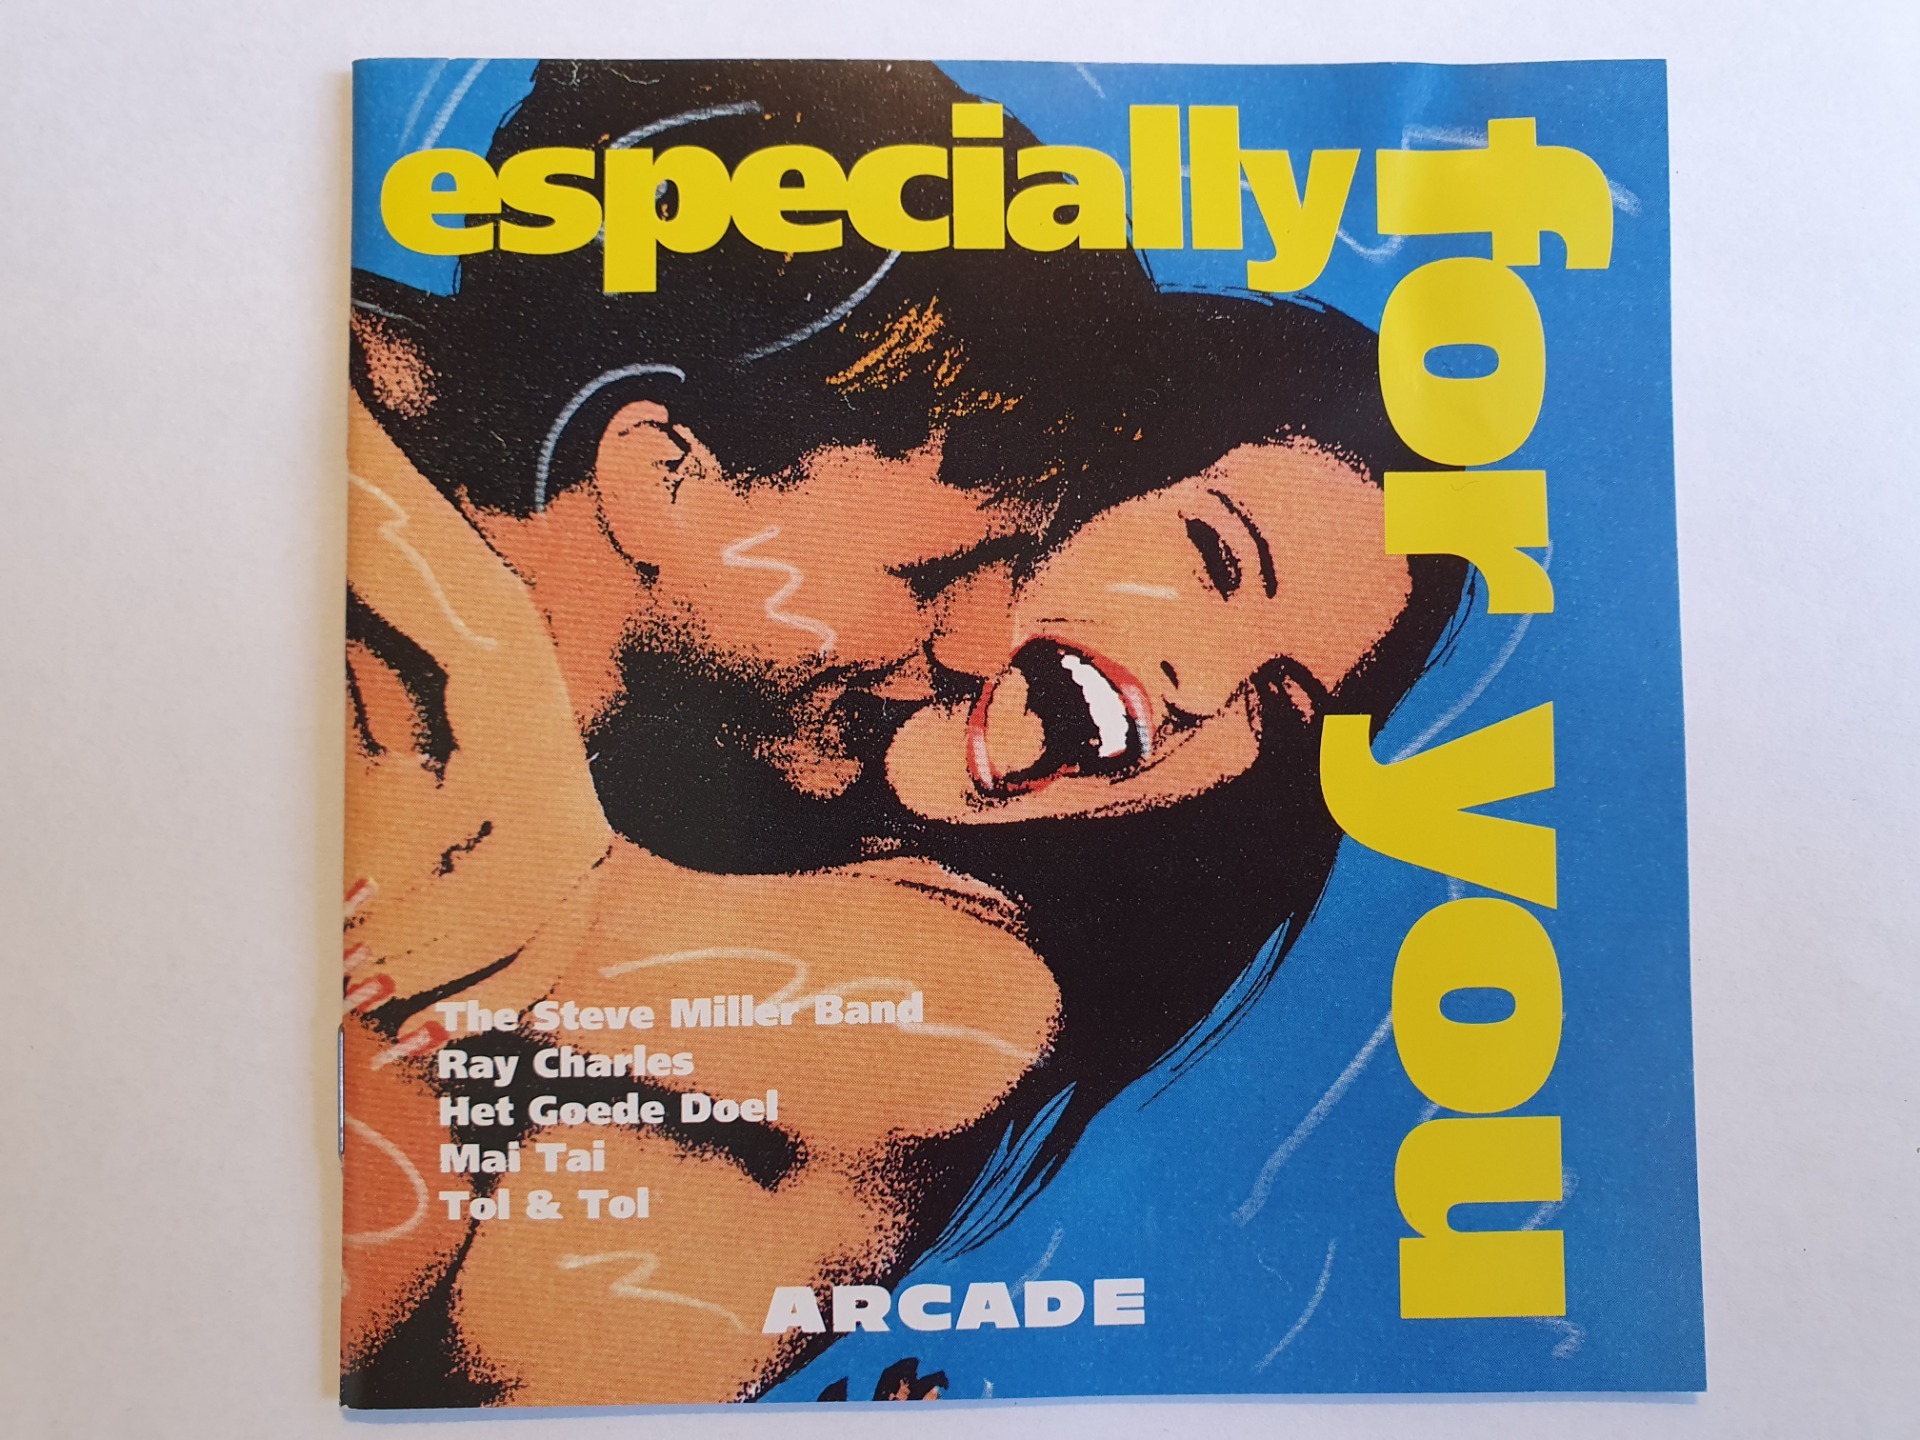 especially
for you
The Steve Miller Band
Ray Charles
Het Goede Doel
Mai Tai
Tol & Tol
ARCADE